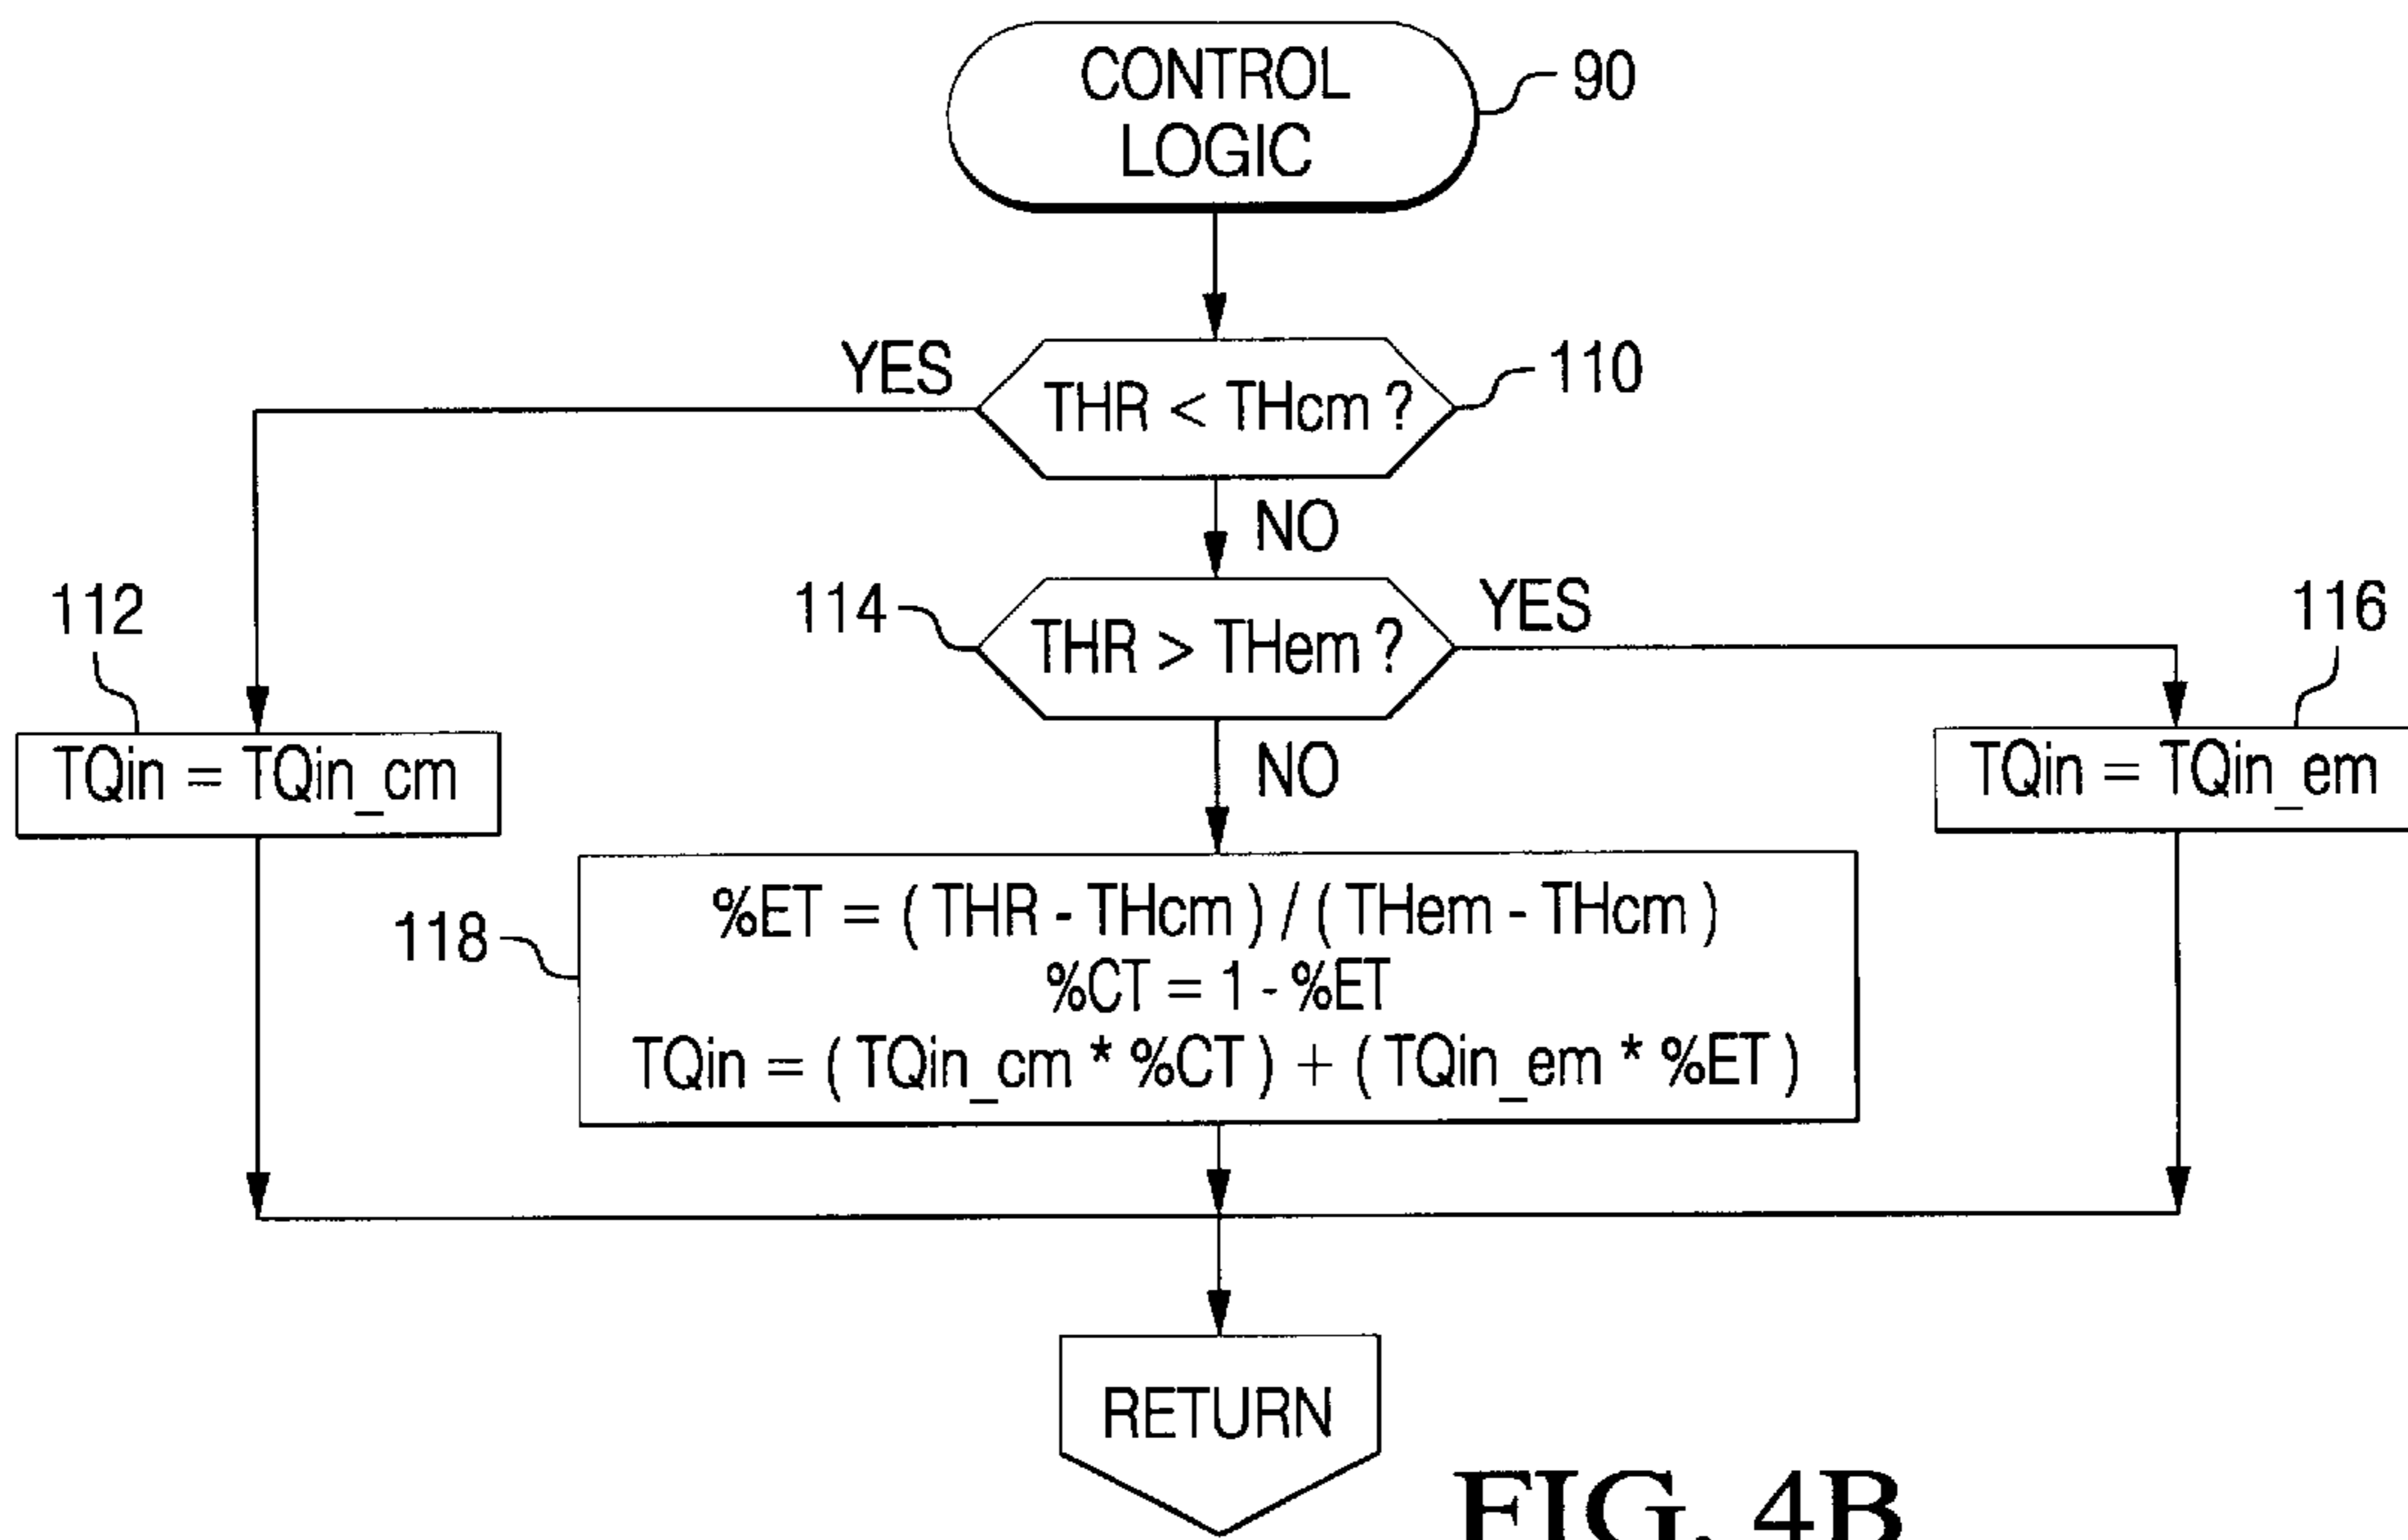 CONTROL
LOGIC
90
YES
THR < THcm ?
110
NO
112
114
THR > THem ?
YES
116
TQin = TQin_cm
NO
TQin = TQin_em
118
%ET = ( THR - THcm ) / ( THem - THcm )
%CT = 1 - %ET
TQin = ( TQin_cm * %CT ) + ( TQin_em * %ET )
RETURN
FIG. 4B